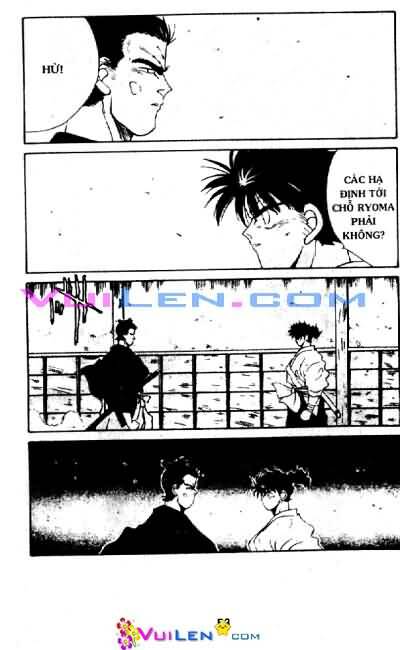 HỪ!
CÁC HẠ
ĐỊNH TỚI
CHỖ RYOMA
PHẢI
KHÔNG?
VUILEN.COM
VUILEN.COM